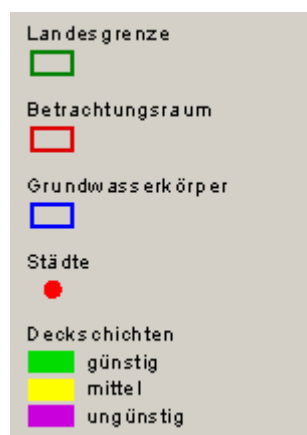 Landesgrenze
Betrachtungsraum
Grundwasserkörper
Städte
Deckschichten
günstig
mittel
ungünstig